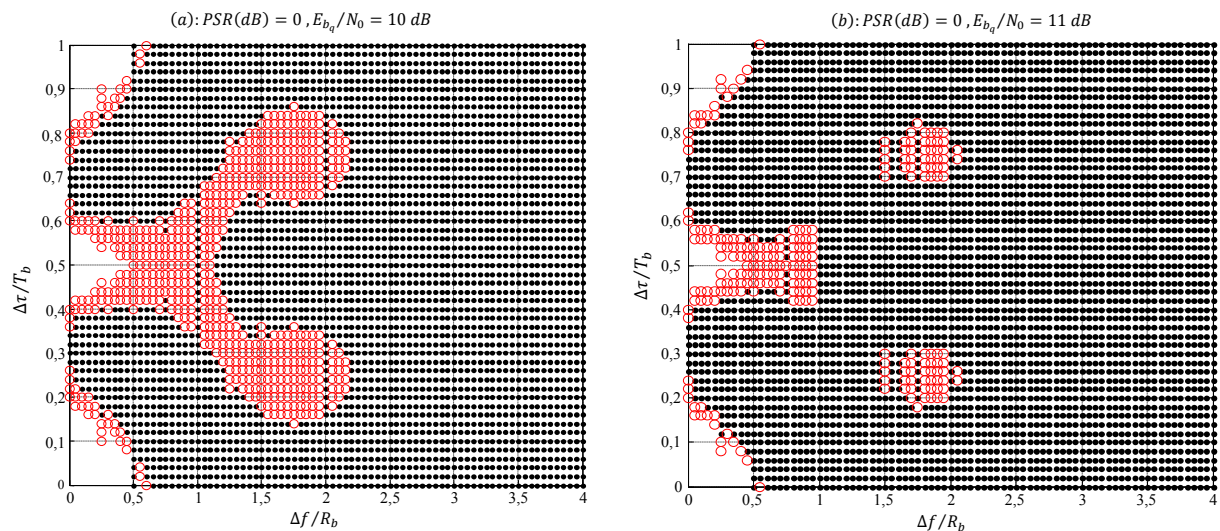 (a): PSR(dB) = 0 , E_{b_q}/N_0 = 10 dB
1
0,9
0,8
0,7
0,6
0,5
0,4
0,3
0,2
0,1
0
Δτ/T_b
0 0,5 1 1,5 2 2,5 3 3,5 4
Δf/R_b
(b): PSR(dB) = 0 , E_{b_q}/N_0 = 11 dB
1
0,9
0,8
0,7
0,6
0,5
0,4
0,3
0,2
0,1
0
Δτ/T_b
0 0,5 1 1,5 2 2,5 3 3,5 4
Δf/R_b